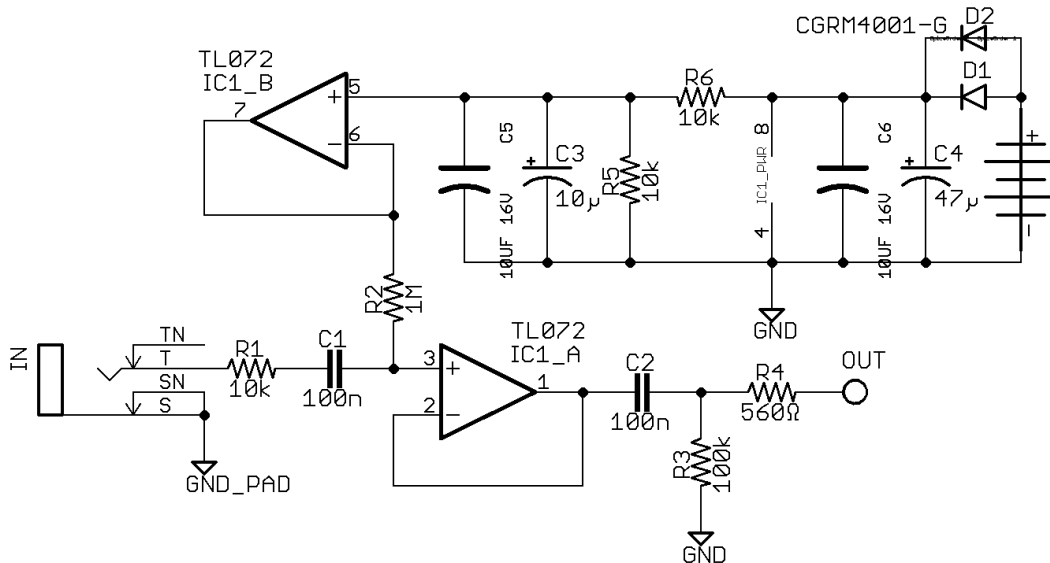 CGRM4001-G
D2
D1
TL072
IC1_B
7
5
6
+
−
R6
10k
C5
10UF 16V
+
C3
10µ
R5
10k
8
IC1_PWR
4
C6
10UF 16V
+
C4
47µ
+
−
GND
R2
1M
IN
TN
T
SN
S
GND_PAD
R1
10k
C1
100n
TL072
IC1_A
3
2
1
+
−
C2
100n
R4
560Ω
OUT
R3
100k
GND